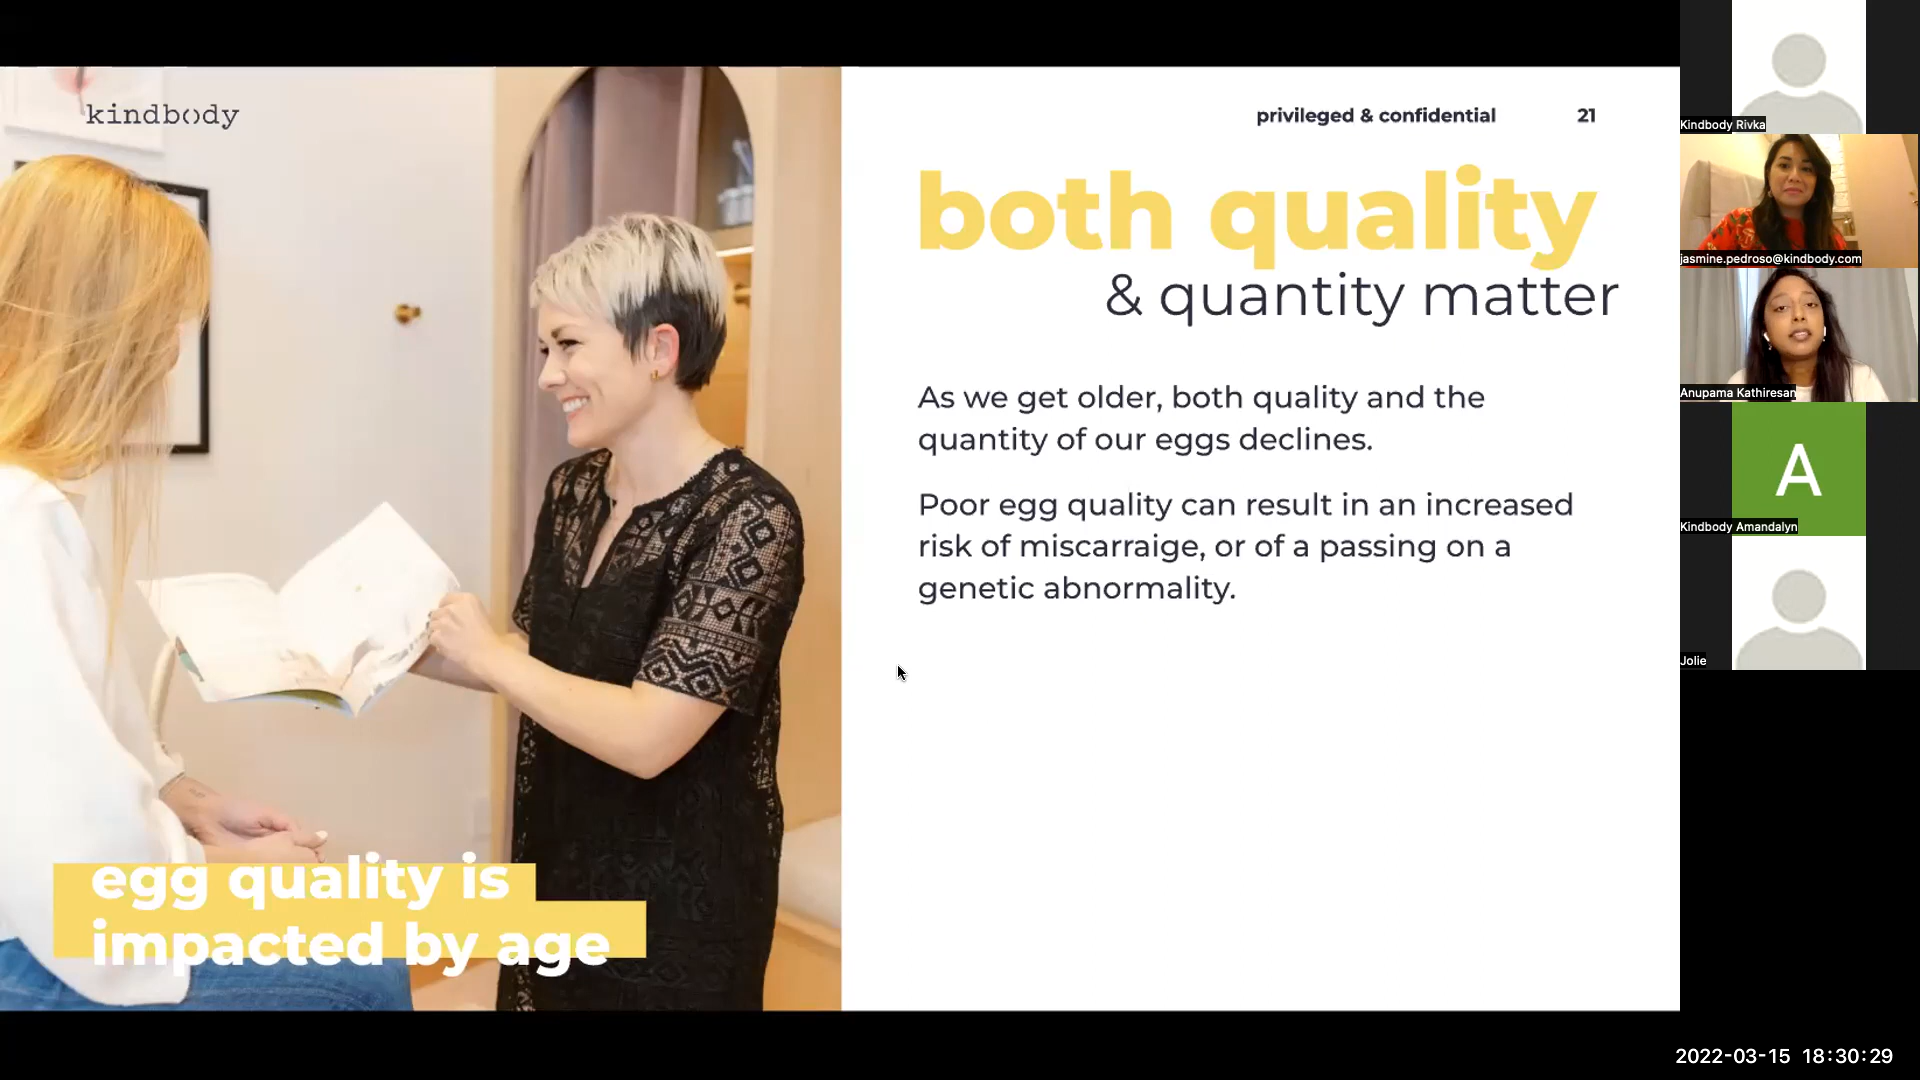 kindbody
privileged & confidential 21
both quality
& quantity matter
As we get older, both quality and the
quantity of our eggs declines.
Poor egg quality can result in an increased
risk of miscarraige, or of a passing on a
genetic abnormality.
egg quality is
impacted by age
Kindbody Rivka
jasmine.pedroso@kindbody.com
Anupama Kathiresan
A
Kindbody Amandalyn
Jolie
2022-03-15 18:30:29